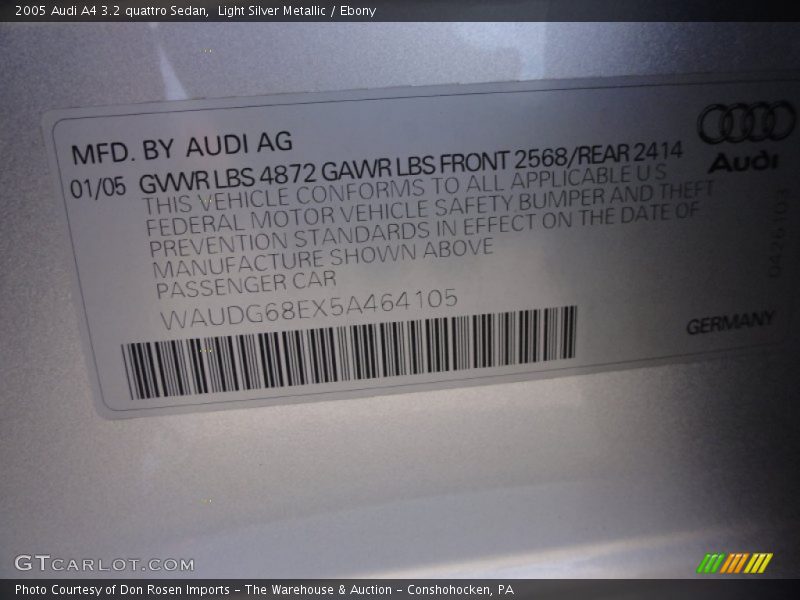 2005 Audi A4 3.2 quattro Sedan,  Light Silver Metallic / Ebony
MFD. BY AUDI AG
01/05 GVWR LBS 4872 GAWR LBS FRONT 2568/REAR 2414
Audi
THIS VEHICLE CONFORMS TO ALL APPLICABLE U S
FEDERAL MOTOR VEHICLE SAFETY BUMPER AND THEFT
PREVENTION STANDARDS IN EFFECT ON THE DATE OF
MANUFACTURE SHOWN ABOVE
PASSENGER CAR
WAUDG68EX5A464105
GERMANY
GTCARLOT.COM
Photo Courtesy of Don Rosen Imports - The Warehouse & Auction - Conshohocken, PA